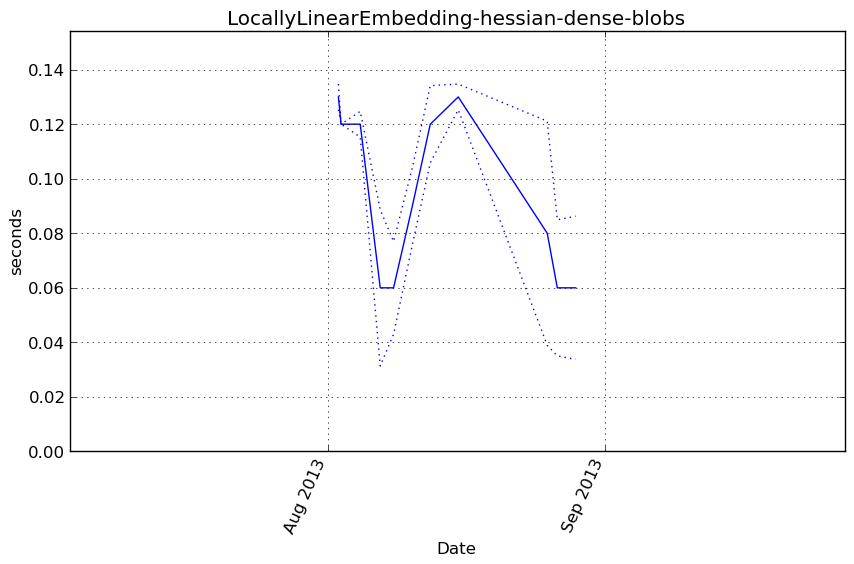 LocallyLinearEmbedding-hessian-dense-blobs
0.14
0.12
0.10
0.08
0.06
0.04
0.02
0.00
seconds
Aug 2013
Sep 2013
Date